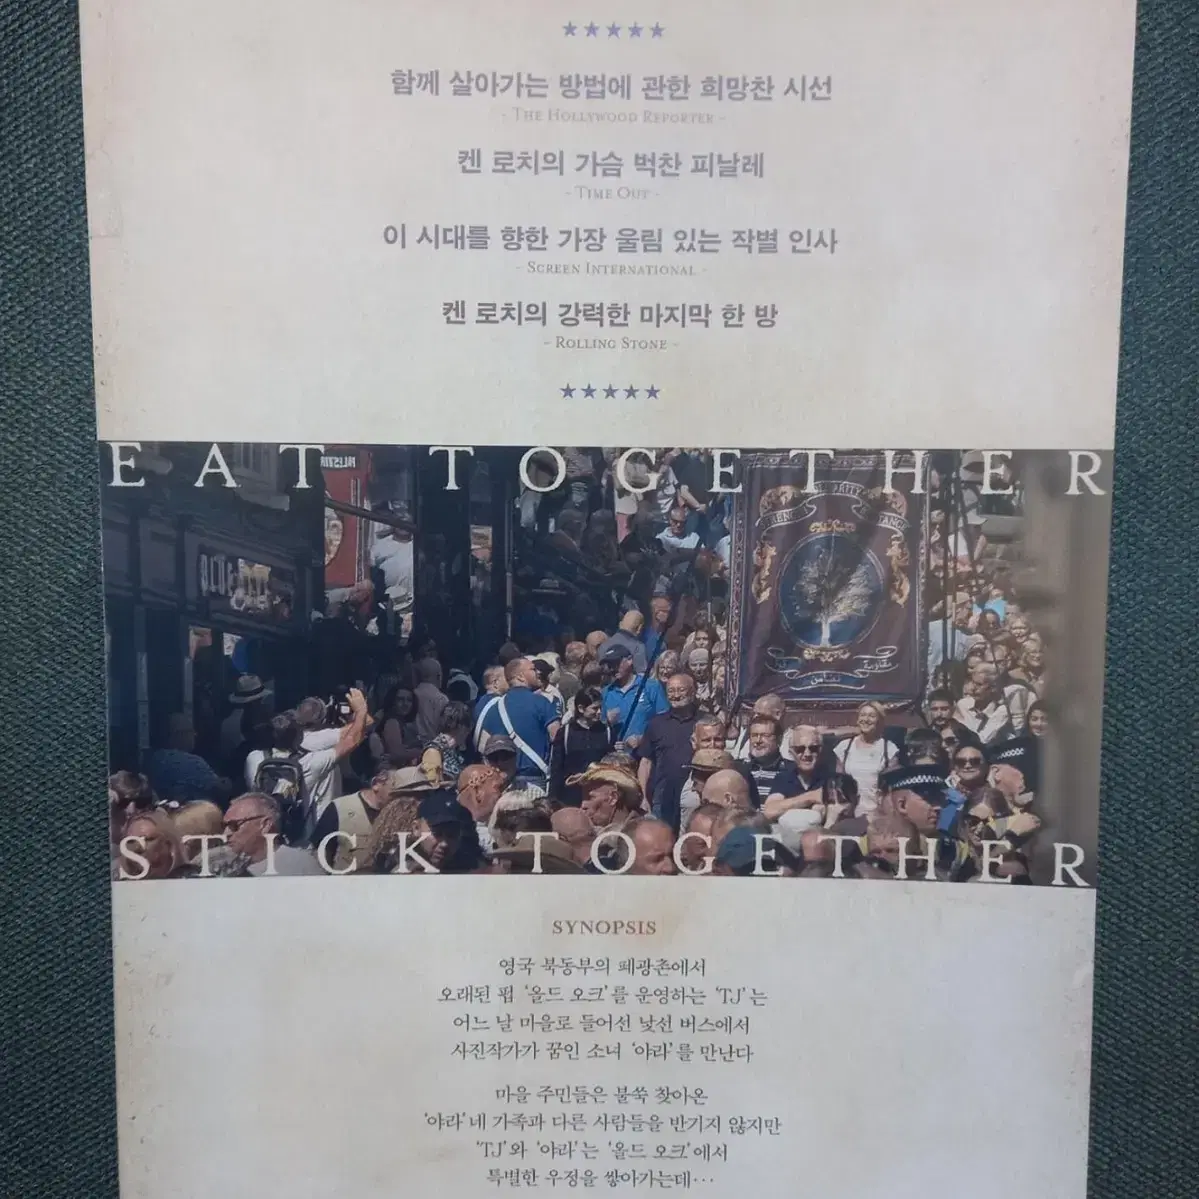 ★★★★★
함께 살아가는 방법에 관한 희망찬 시선
- THE HOLLYWOOD REPORTER -
켄 로치의 가슴 벅찬 피날레
- TIME OUT -
이 시대를 향한 가장 울림 있는 작별 인사
- SCREEN INTERNATIONAL -
켄 로치의 강력한 마지막 한 방
- ROLLING STONE -
★★★★★
EAT TOGETHER
STICK TOGETHER
SYNOPSIS
영국 북동부의 폐광촌에서
오래된 펍 '올드 오크'를 운영하는 'TJ'는
어느 날 마을로 들어선 낯선 버스에서
사진작가가 꿈인 소녀 '야라'를 만난다
마을 주민들은 불쑥 찾아온
'야라'네 가족과 다른 사람들을 반기지 않지만
'TJ'와 '야라'는 '올드 오크'에서
특별한 우정을 쌓아가는데…